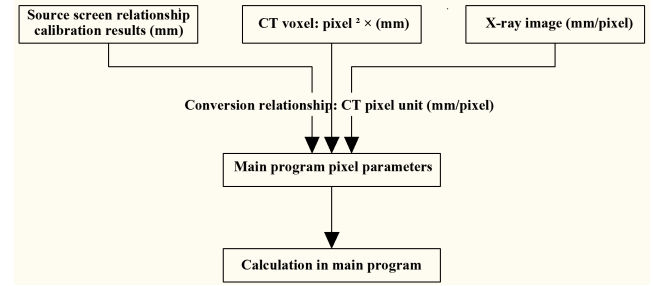 Source screen relationship
calibration results (mm)
CT voxel: pixel ² × (mm)
X-ray image (mm/pixel)
Conversion relationship: CT pixel unit (mm/pixel)
Main program pixel parameters
Calculation in main program